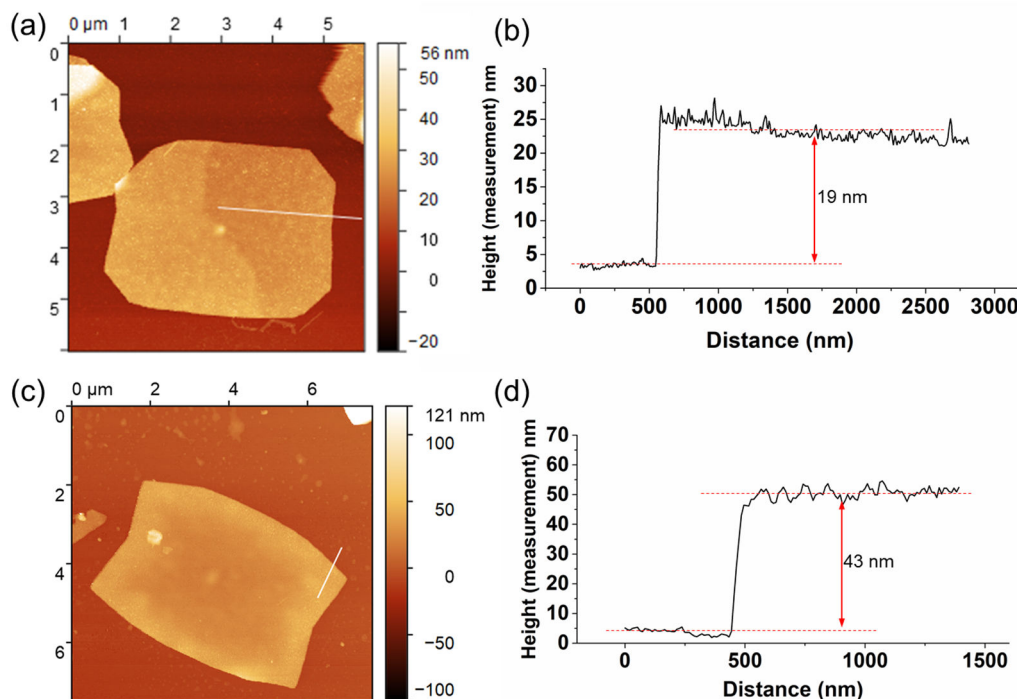 (a)
0 µm 1 2 3 4 5
0
1
2
3
4
5
56 nm
50
40
30
20
10
0
−20
(b)
Height (measurement) nm
30
25
20
15
10
5
0
19 nm
0 500 1000 1500 2000 2500 3000
Distance (nm)
(c)
0 µm 2 4 6
0
2
4
6
121 nm
100
50
0
−50
−100
(d)
Height (measurement) nm
70
60
50
40
30
20
10
0
43 nm
0 500 1000 1500
Distance (nm)